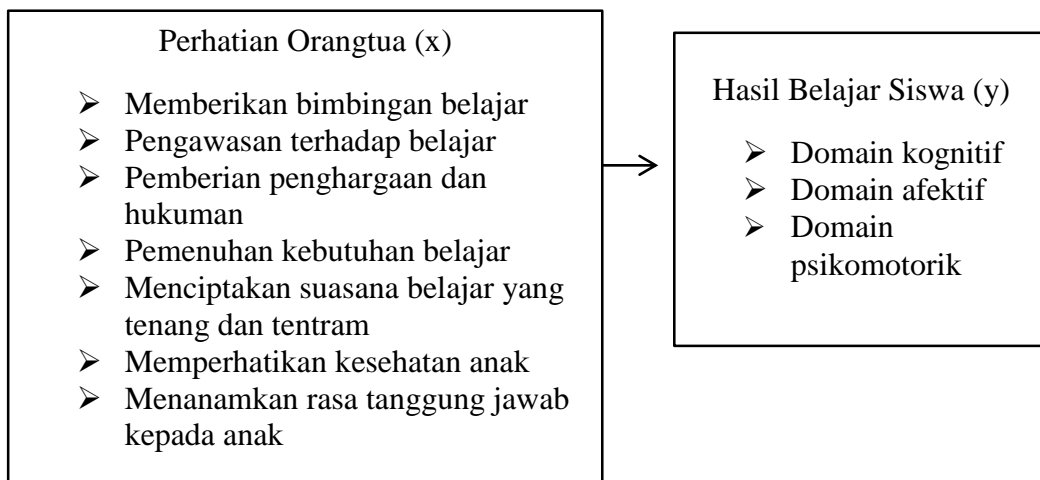 Perhatian Orangtua (x)
➢ Memberikan bimbingan belajar
➢ Pengawasan terhadap belajar
➢ Pemberian penghargaan dan
hukuman
➢ Pemenuhan kebutuhan belajar
➢ Menciptakan suasana belajar yang
tenang dan tentram
➢ Memperhatikan kesehatan anak
➢ Menanamkan rasa tanggung jawab
kepada anak
Hasil Belajar Siswa (y)
➢ Domain kognitif
➢ Domain afektif
➢ Domain
psikomotorik